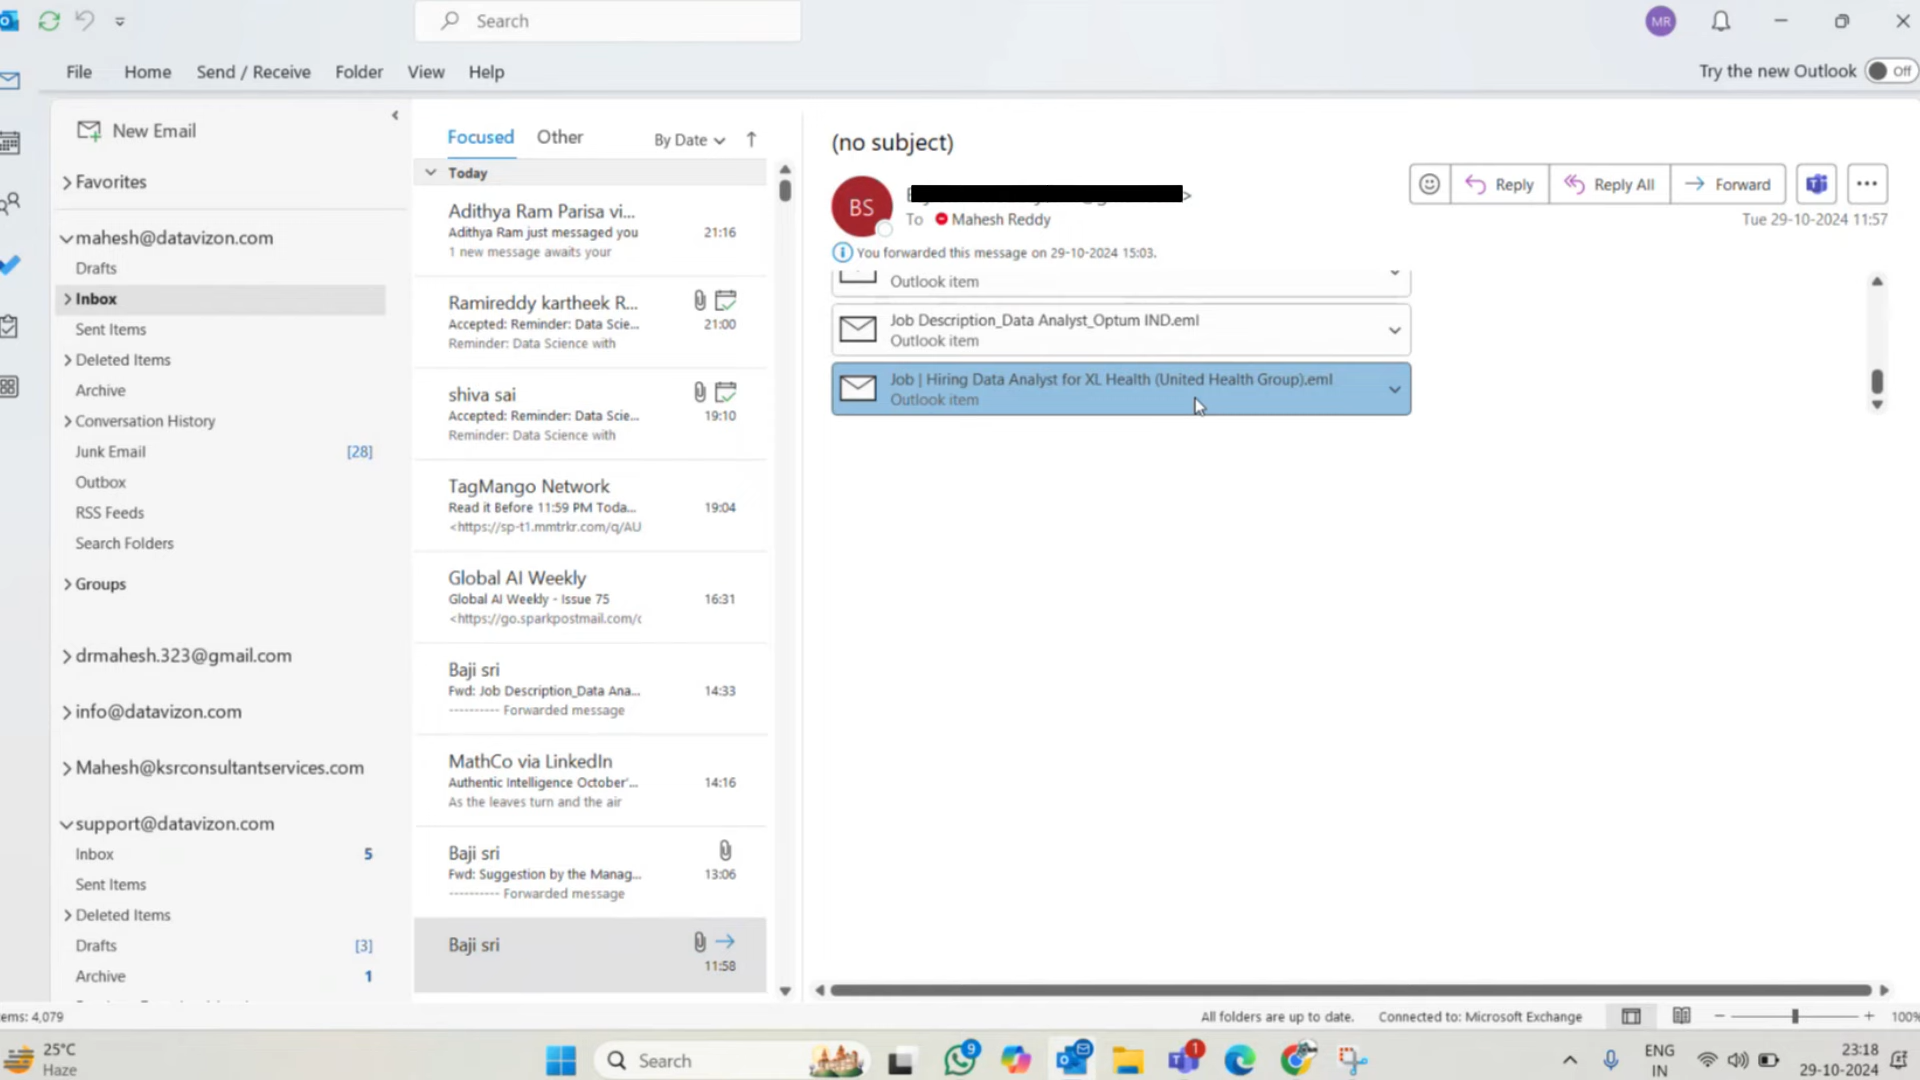 Search
MR
File Home Send / Receive Folder View Help
Try the new Outlook Off
New Email
Favorites
mahesh@datavizon.com
Drafts
Inbox
Sent Items
Deleted Items
Archive
Conversation History
Junk Email [28]
Outbox
RSS Feeds
Search Folders
Groups
drmahesh.323@gmail.com
info@datavizon.com
Mahesh@ksrconsultantservices.com
support@datavizon.com
Inbox 5
Sent Items
Deleted Items
Drafts [3]
Archive 1
Focused Other By Date
Today
Adithya Ram Parisa vi...
Adithya Ram just messaged you 21:16
1 new message awaits your
Ramireddy kartheek R...
Accepted: Reminder: Data Scie... 21:00
Reminder: Data Science with
shiva sai
Accepted: Reminder: Data Scie... 19:10
Reminder: Data Science with
TagMango Network
Read it Before 11:59 PM Toda... 19:04
<https://sp-t1.mmtrkr.com/q/AU
Global AI Weekly
Global AI Weekly - Issue 75 16:31
<https://go.sparkpostmail.com/c
Baji sri
Fwd: Job Description_Data Ana... 14:33
---------- Forwarded message
MathCo via LinkedIn
Authentic Intelligence October'... 14:16
As the leaves turn and the air
Baji sri
Fwd: Suggestion by the Manag... 13:06
---------- Forwarded message
Baji sri
11:58
(no subject)
BS
>
To Mahesh Reddy
Reply Reply All Forward
Tue 29-10-2024 11:57
You forwarded this message on 29-10-2024 15:03.
Outlook item
Job Description_Data Analyst_Optum IND.eml
Outlook item
Job | Hiring Data Analyst for XL Health (United Health Group).eml
Outlook item
ems: 4,079
All folders are up to date. Connected to: Microsoft Exchange 100%
25°C
Haze
Search
9
1
ENG
IN
23:18
29-10-2024